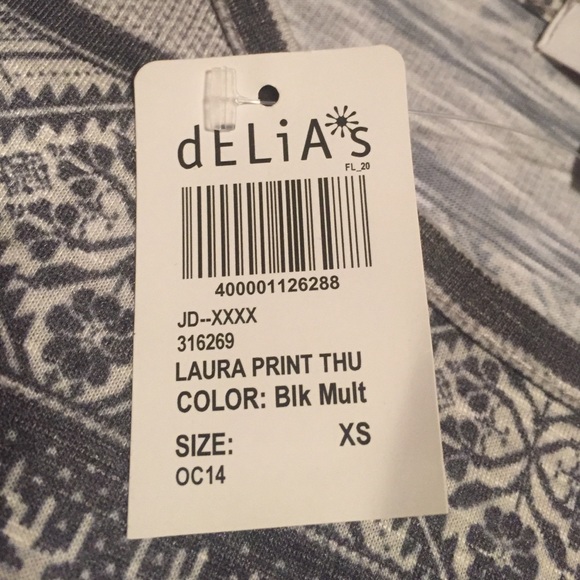 dELiA*s
FL_20
400001126288
JD--XXXX
316269
LAURA PRINT THU
COLOR: Blk Mult
SIZE: XS
OC14